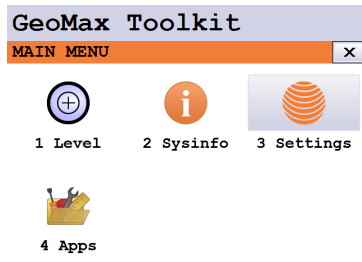 GeoMax Toolkit
MAIN MENU x
1 Level 2 Sysinfo 3 Settings
4 Apps